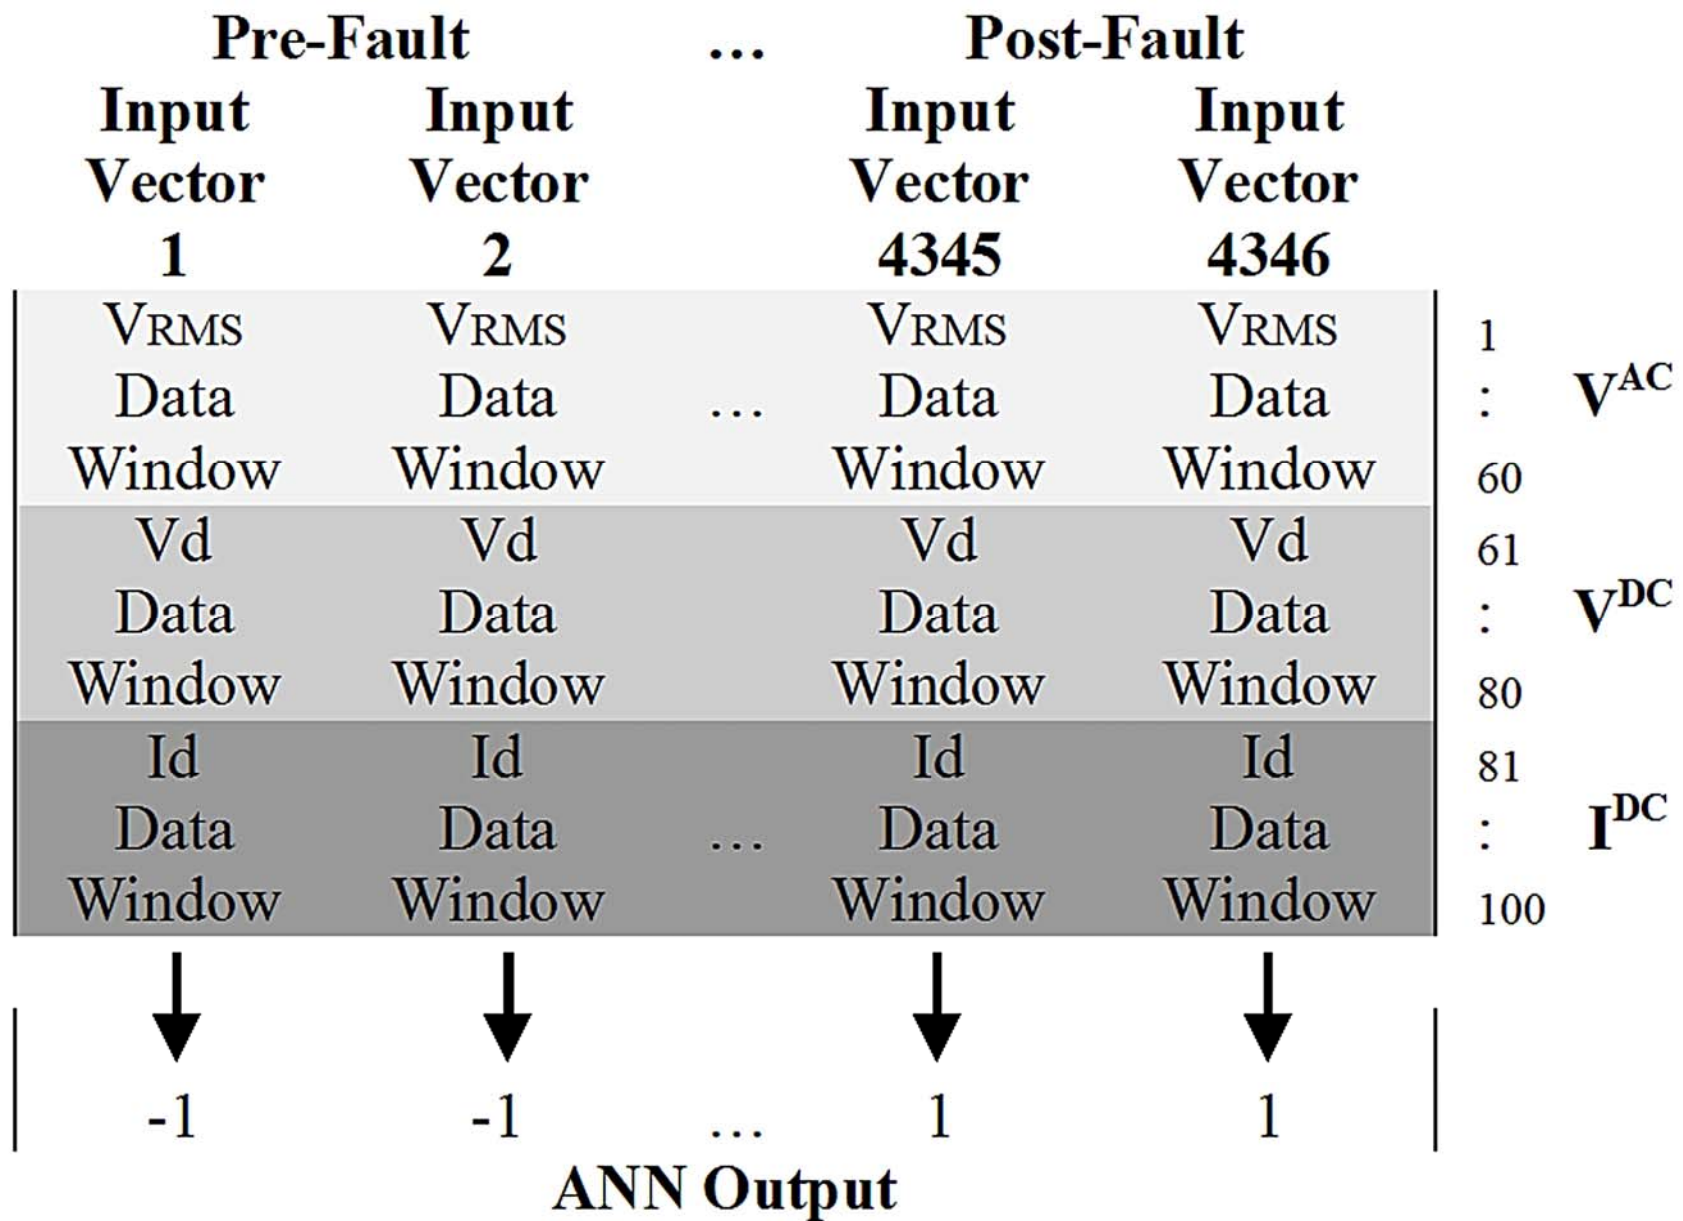 Pre-Fault ... Post-Fault
Input Input Input Input
Vector Vector Vector Vector
1 2 4345 4346
VRMS VRMS VRMS VRMS 1
Data Data ... Data Data : V^AC
Window Window Window Window 60
Vd Vd Vd Vd 61
Data Data Data Data : V^DC
Window Window Window Window 80
Id Id Id Id 81
Data Data ... Data Data : I^DC
Window Window Window Window 100
-1 -1 ... 1 1
ANN Output